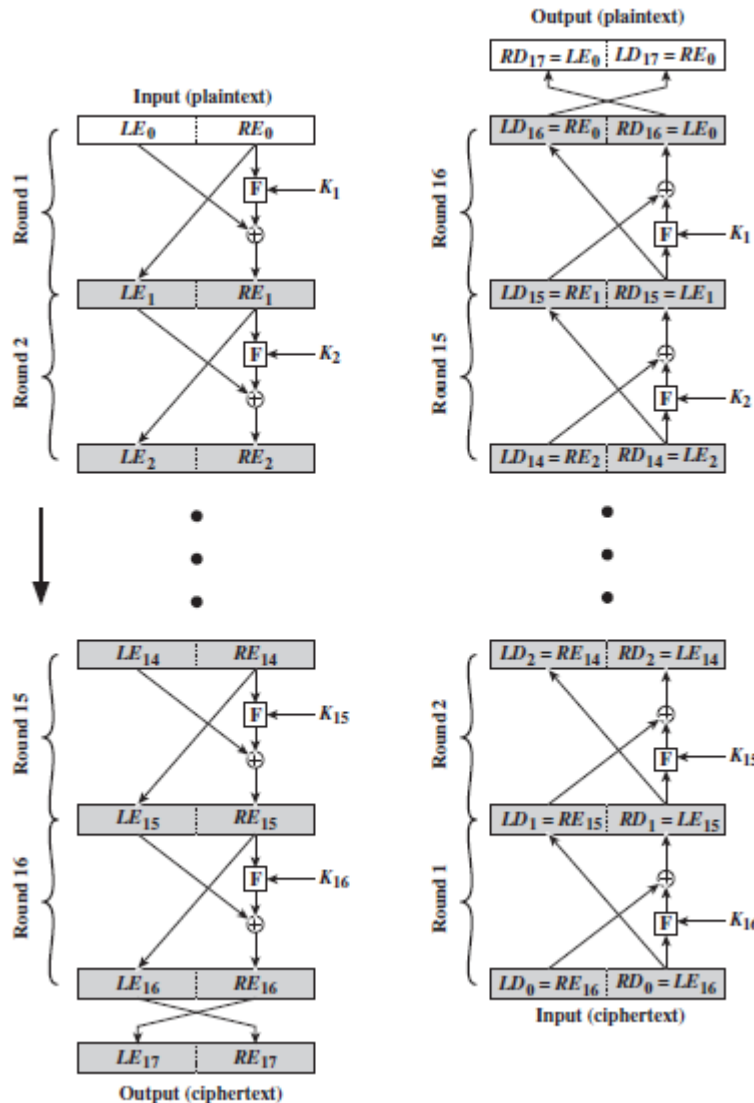 Input (plaintext)
LE0 RE0
Round 1
F
K1
LE1 RE1
Round 2
F
K2
LE2 RE2
LE14 RE14
Round 15
F
K15
LE15 RE15
Round 16
F
K16
LE16 RE16
LE17 RE17
Output (ciphertext)
Output (plaintext)
RD17 = LE0 LD17 = RE0
LD16 = RE0 RD16 = LE0
Round 16
F
K1
LD15 = RE1 RD15 = LE1
Round 15
F
K2
LD14 = RE2 RD14 = LE2
LD2 = RE14 RD2 = LE14
Round 2
F
K15
LD1 = RE15 RD1 = LE15
Round 1
F
K16
LD0 = RE16 RD0 = LE16
Input (ciphertext)